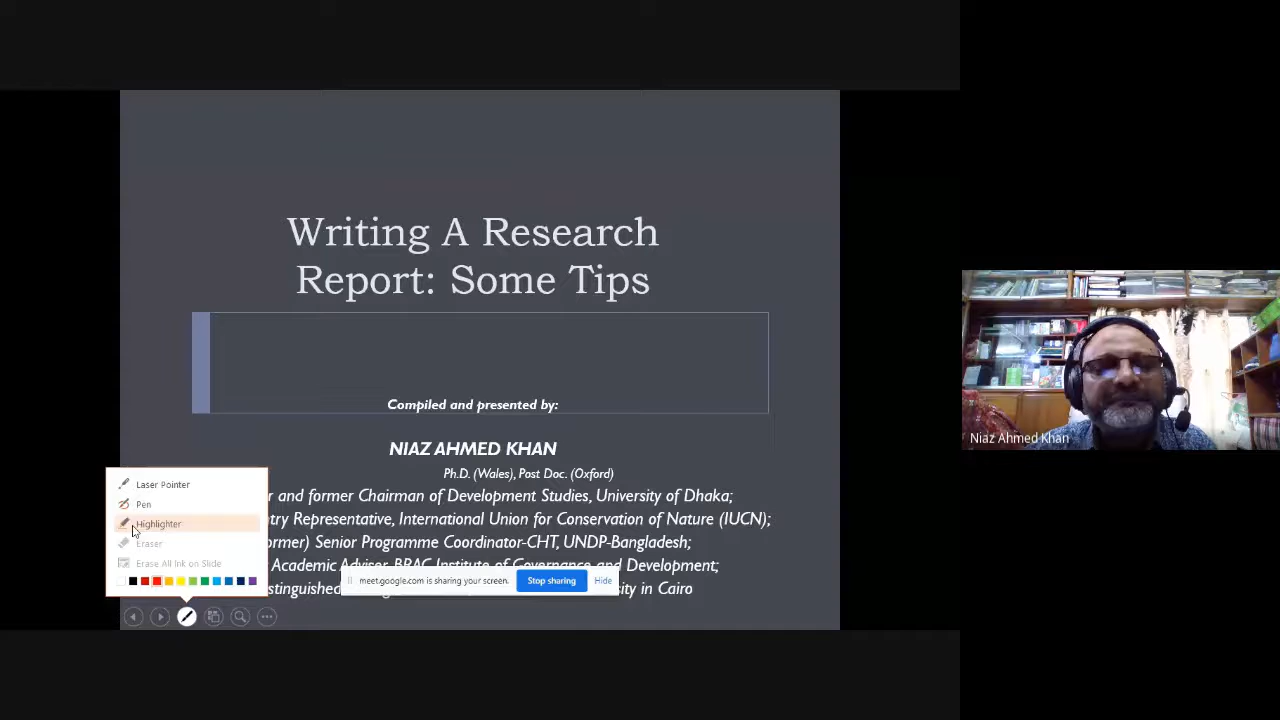 Writing A Research
Report: Some Tips
Compiled and presented by:
NIAZ AHMED KHAN
Ph.D. (Wales), Post Doc. (Oxford)
r and former Chairman of Development Studies, University of Dhaka;
ntry Representative, International Union for Conservation of Nature (IUCN);
ormer) Senior Programme Coordinator-CHT, UNDP-Bangladesh;
Academic Adviser, BRAC Institute of Governance and Development;
stinguished sity in Cairo
Laser Pointer
Pen
Highlighter
Eraser
Erase All Ink on Slide
meet.google.com is sharing your screen.
Stop sharing
Hide
Niaz Ahmed Khan